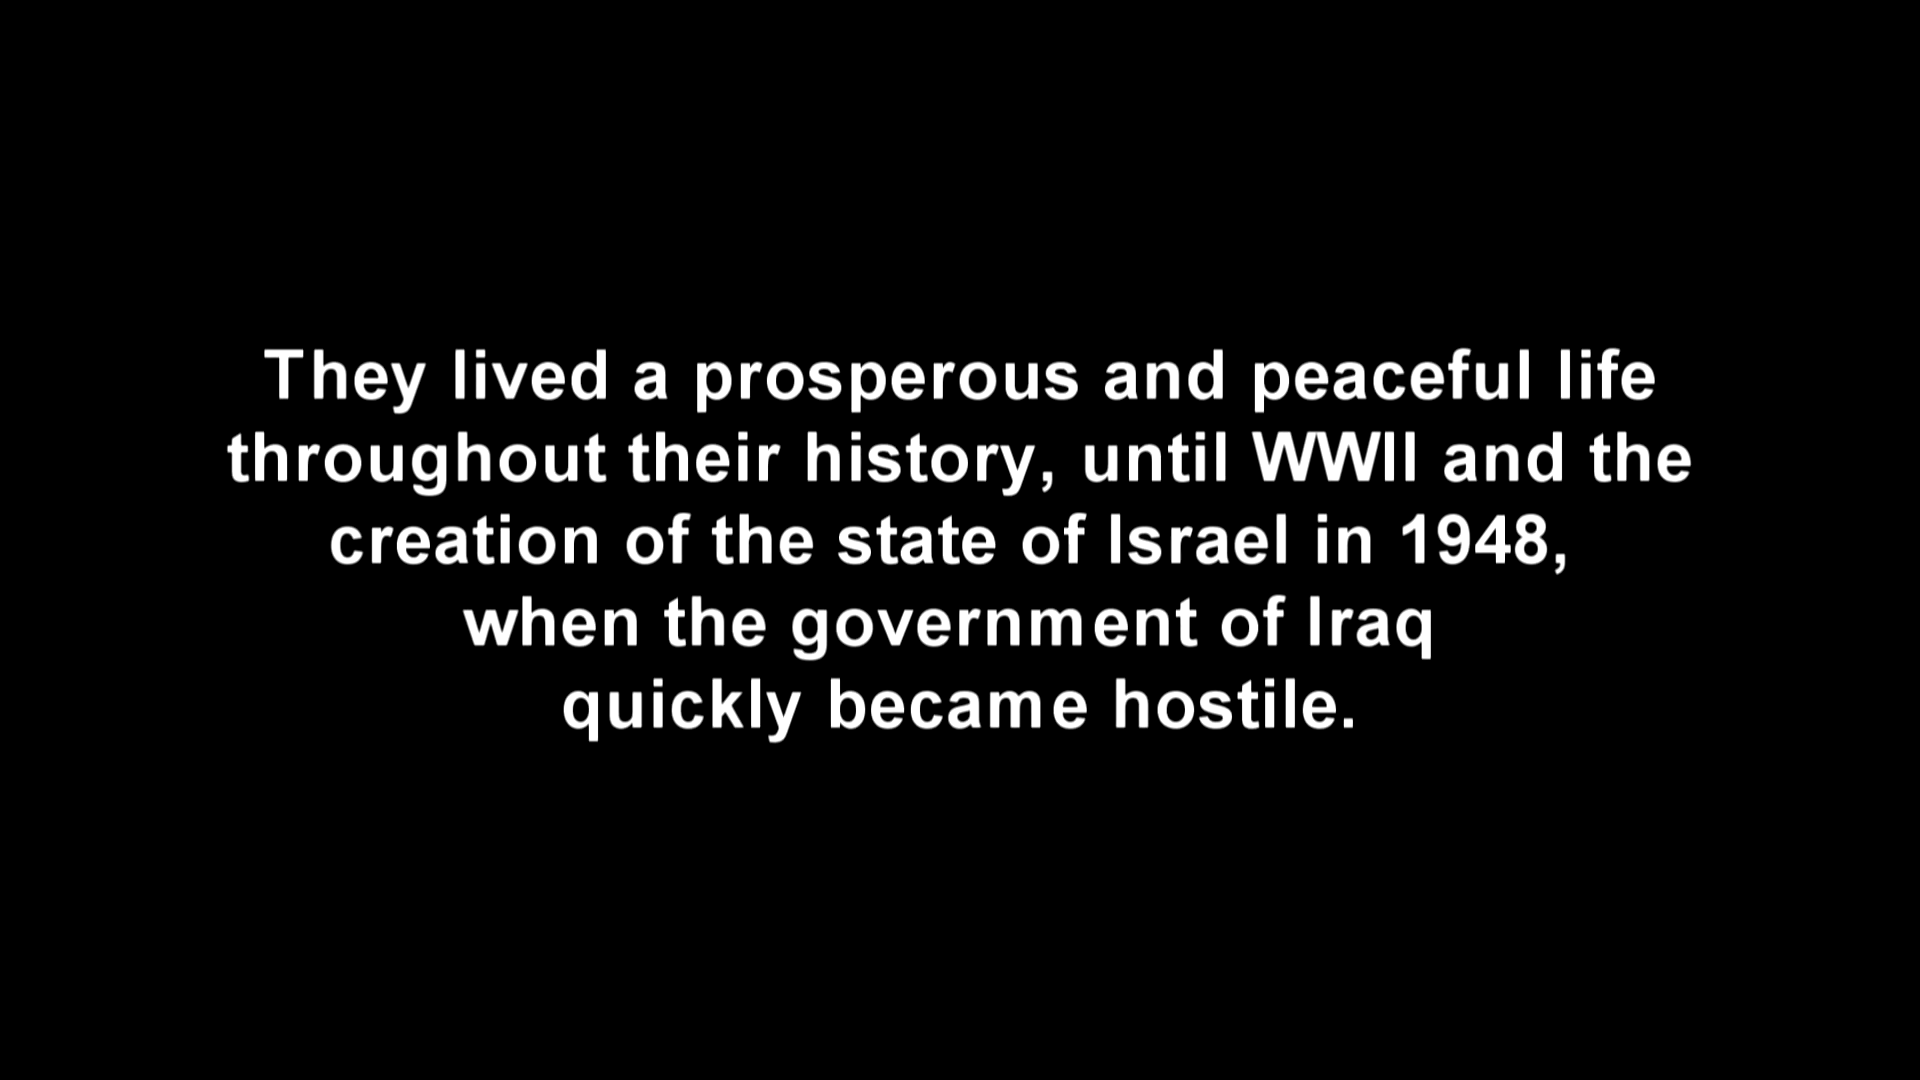 They lived a prosperous and peaceful life
throughout their history, until WWII and the
creation of the state of Israel in 1948,
when the government of Iraq
quickly became hostile.